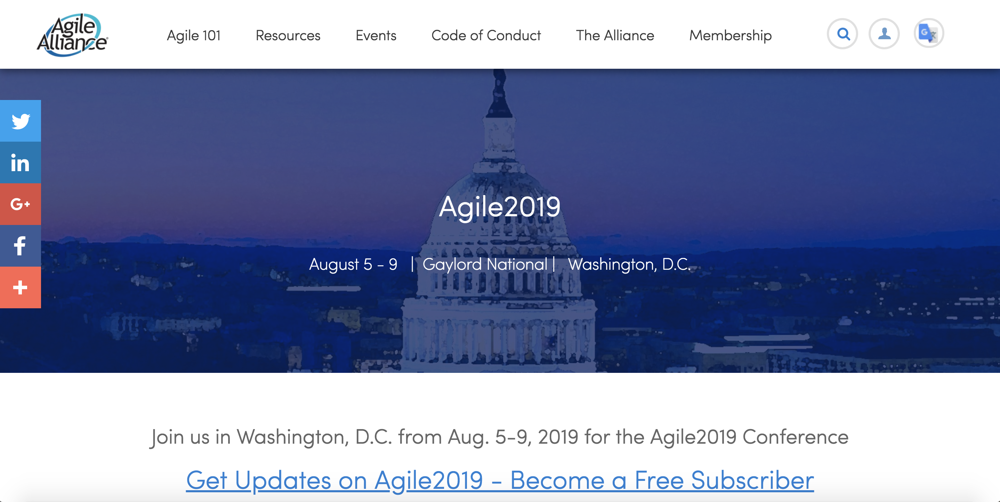 Agile
Alliance®
Agile 101 Resources Events Code of Conduct The Alliance Membership
G 文
in
G+
f
Agile2019
August 5 - 9 | Gaylord National | Washington, D.C.
Join us in Washington, D.C. from Aug. 5-9, 2019 for the Agile2019 Conference
Get Updates on Agile2019 - Become a Free Subscriber